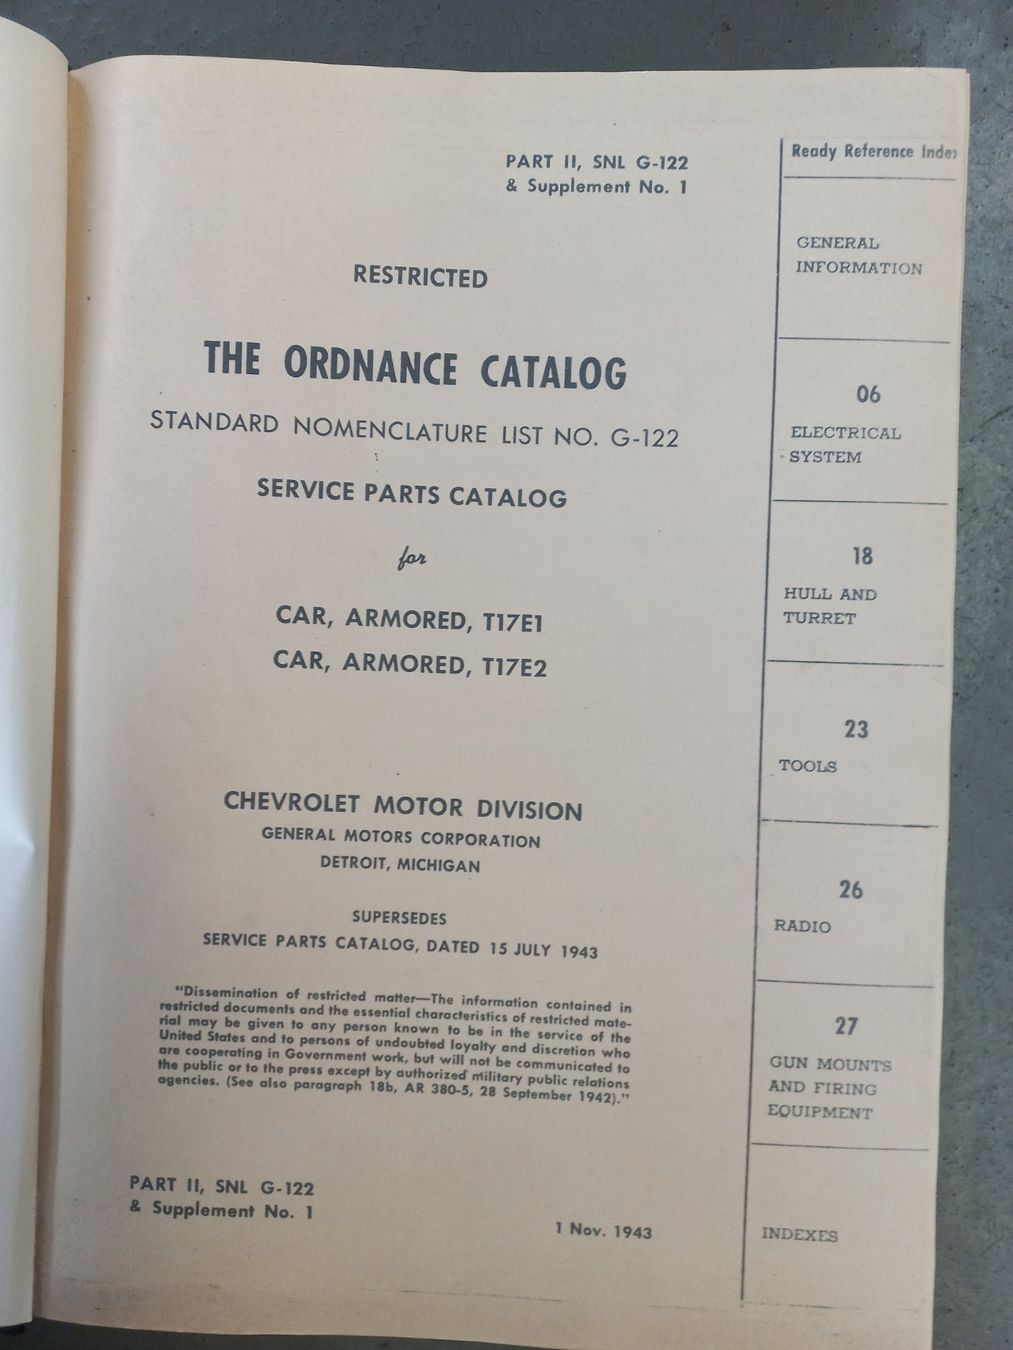 PART II, SNL G-122
& Supplement No. 1
RESTRICTED
THE ORDNANCE CATALOG
STANDARD NOMENCLATURE LIST NO. G-122
SERVICE PARTS CATALOG
for
CAR, ARMORED, T17E1
CAR, ARMORED, T17E2
CHEVROLET MOTOR DIVISION
GENERAL MOTORS CORPORATION
DETROIT, MICHIGAN
SUPERSEDES
SERVICE PARTS CATALOG, DATED 15 JULY 1943
"Dissemination of restricted matter—The information contained in
restricted documents and the essential characteristics of restricted mate-
rial may be given to any person known to be in the service of the
United States and to persons of undoubted loyalty and discretion who
are cooperating in Government work, but will not be communicated to
the public or to the press except by authorized military public relations
agencies. (See also paragraph 18b, AR 380-5, 28 September 1942)."
PART II, SNL G-122
& Supplement No. 1
1 Nov. 1943
Ready Reference Index
GENERAL
INFORMATION
06
ELECTRICAL
SYSTEM
18
HULL AND
TURRET
23
TOOLS
26
RADIO
27
GUN MOUNTS
AND FIRING
EQUIPMENT
INDEXES